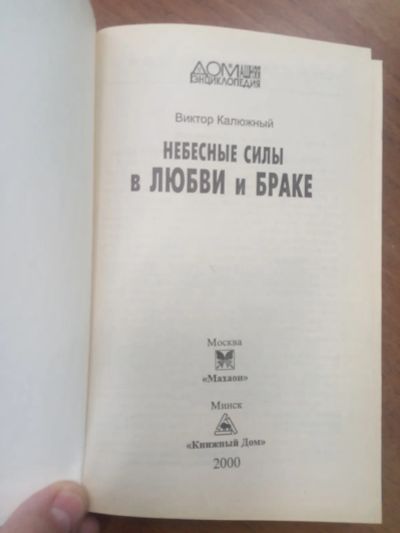 ДОМАШНЯЯ
ЭНЦИКЛОПЕДИЯ
Виктор Калюжный
НЕБЕСНЫЕ СИЛЫ
в ЛЮБВИ и БРАКЕ
Москва
«Махаон»
Минск
«Книжный Дом»
2000